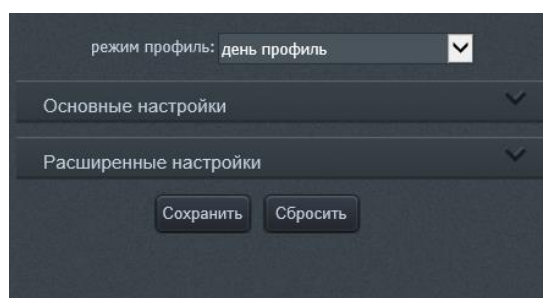 режим профиль: день профиль
Основные настройки
Расширенные настройки
Сохранить Сбросить